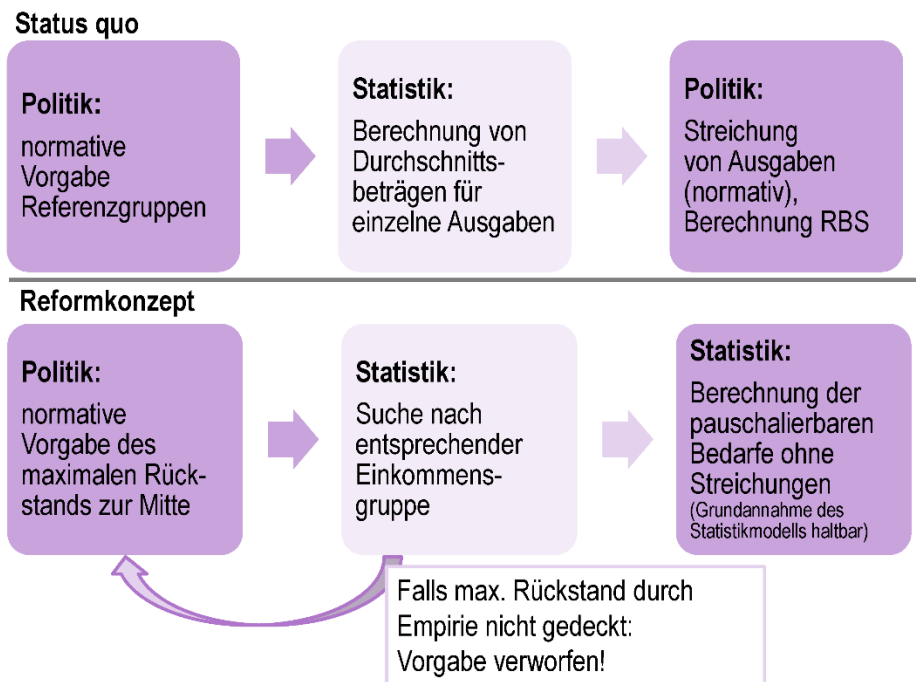 Status quo
Politik:
normative
Vorgabe
Referenzgruppen
Statistik:
Berechnung von
Durchschnitts-
beträgen für
einzelne Ausgaben
Politik:
Streichung
von Ausgaben
(normativ),
Berechnung RBS
Reformkonzept
Politik:
normative
Vorgabe des
maximalen Rück-
stands zur Mitte
Statistik:
Suche nach
entsprechender
Einkommens-
gruppe
Statistik:
Berechnung der
pauschalierbaren
Bedarfe ohne
Streichungen
(Grundannahme des
Statistikmodells haltbar)
Falls max. Rückstand durch
Empirie nicht gedeckt:
Vorgabe verworfen!